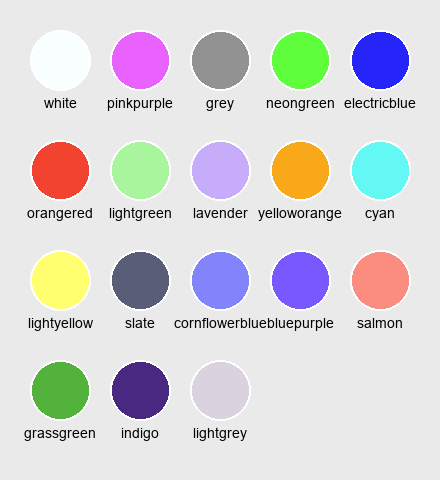 white pinkpurple grey neongreen electricblue
orangered lightgreen lavender yelloworange cyan
lightyellow slate cornflowerblue bluepurple salmon
grassgreen indigo lightgrey